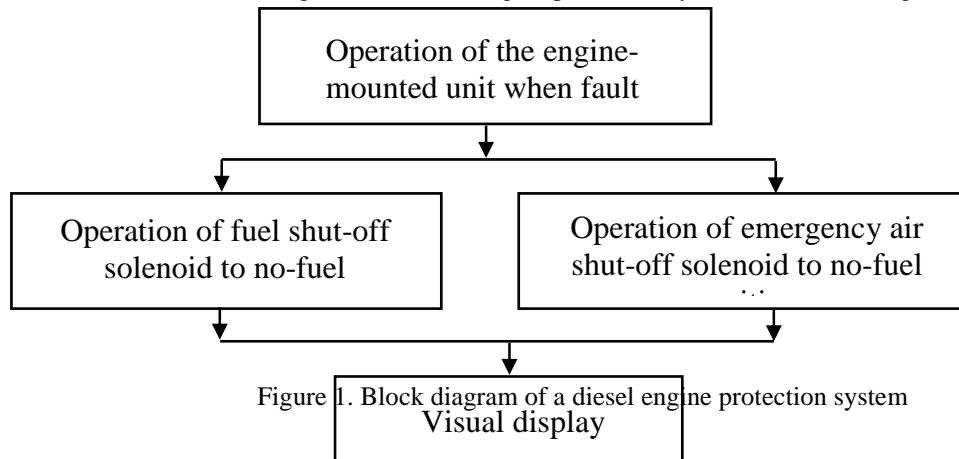 Operation of the engine-
mounted unit when fault
Operation of fuel shut-off
solenoid to no-fuel
Operation of emergency air
shut-off solenoid to no-fuel
Figure 1. Block diagram of a diesel engine protection system
Visual display